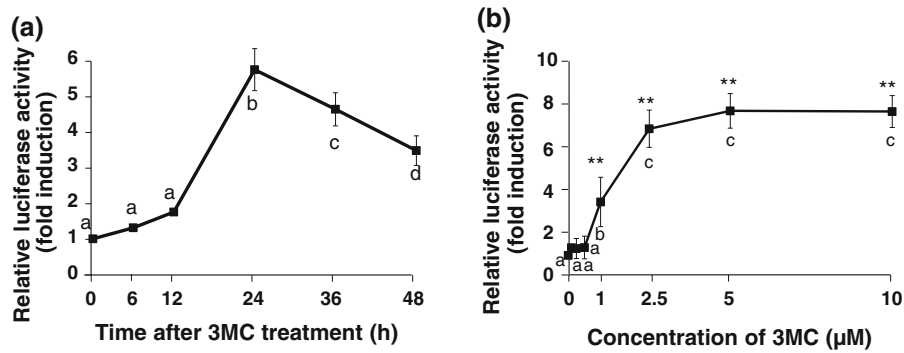 (a)
Relative luciferase activity
(fold induction)
6
5
4
3
2
1
a
a
a
b
c
d
0
6
12
24
36
48
Time after 3MC treatment (h)
(b)
Relative luciferase activity
(fold induction)
10
8
6
4
2
0
**
**
**
**
a
a
a
a
b
c
c
c
0
1
2.5
5
10
Concentration of 3MC (µM)